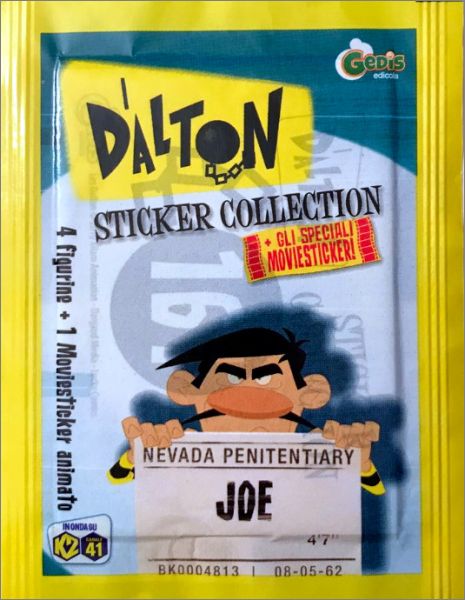 GEDIS
edicola
I DALTON
STICKER COLLECTION
+ GLI SPECIALI
MOVIESTICKER!
4 figurine + 1 Moviesticker animato
NEVADA PENITENTIARY
JOE
4'7"
BK0004813 | 08-05-62
IN ONDA SU
K2
CANALE
41